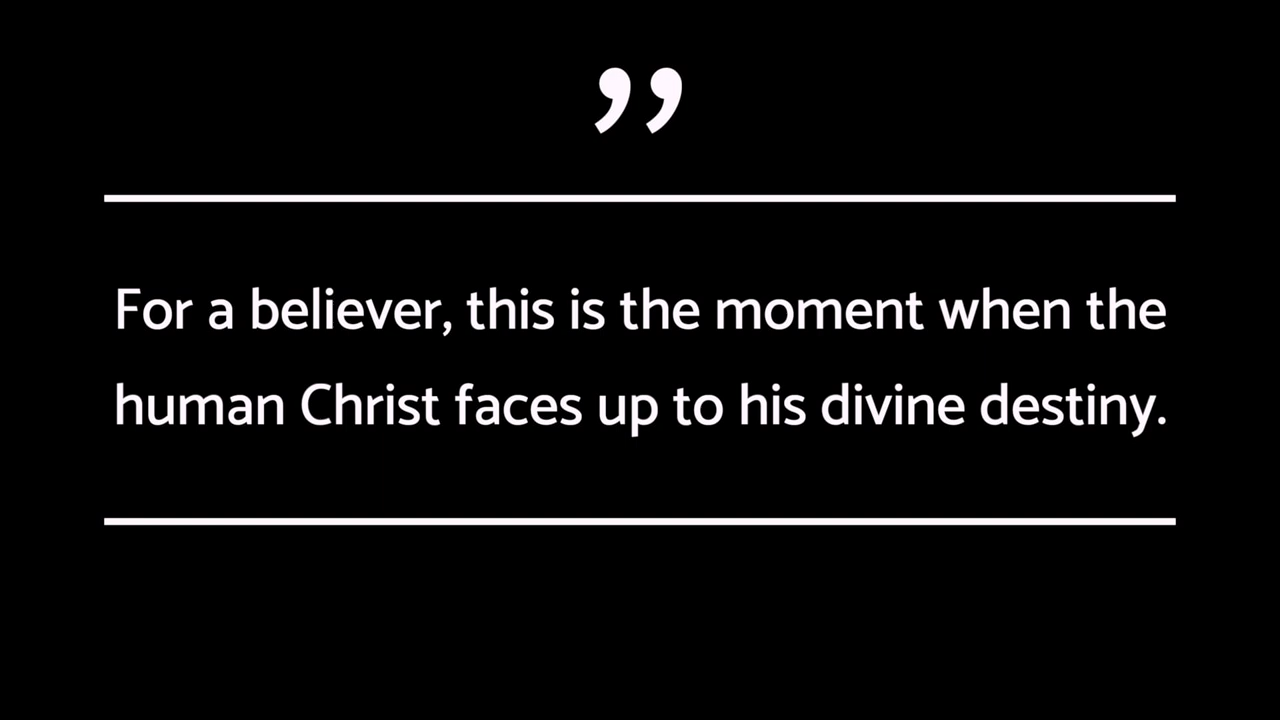 ”
For a believer, this is the moment when the
human Christ faces up to his divine destiny.